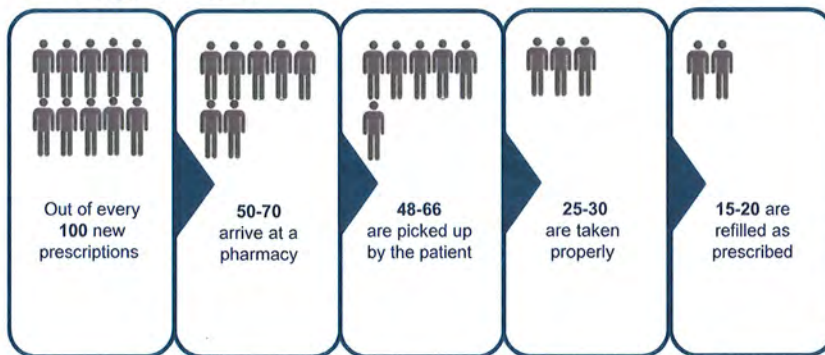 Out of every
100 new
prescriptions
50-70
arrive at a
pharmacy
48-66
are picked up
by the patient
25-30
are taken
properly
15-20 are
refilled as
prescribed